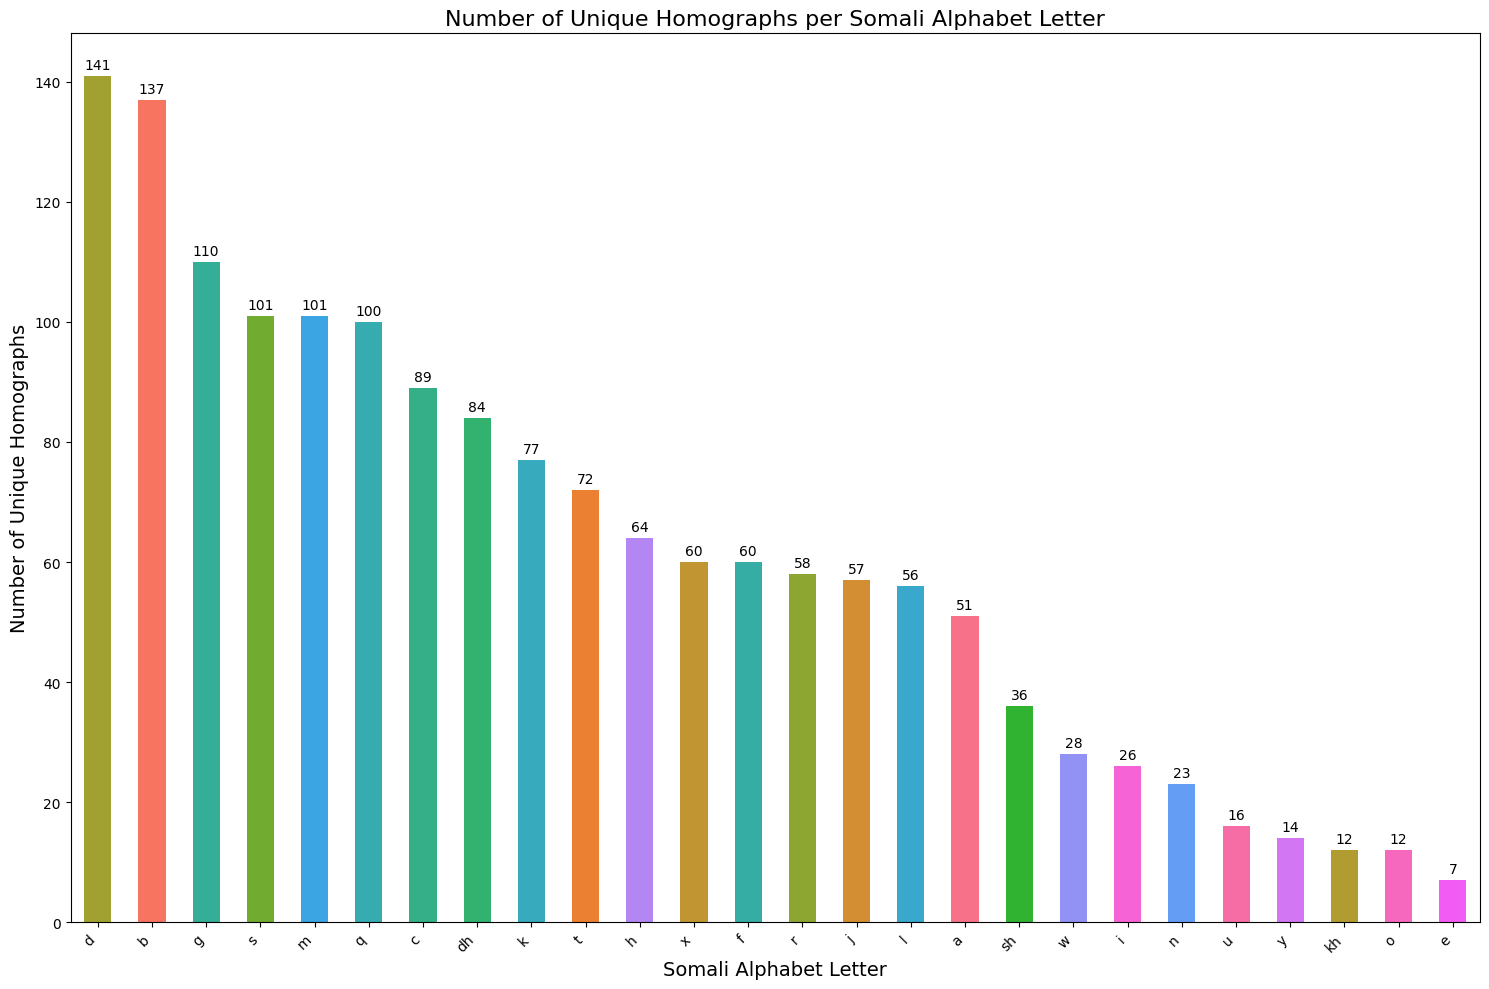 Number of Unique Homographs per Somali Alphabet Letter
Number of Unique Homographs
140
120
100
80
60
40
20
0
141
137
110
101
101
100
89
84
77
72
64
60
60
58
57
56
51
36
28
26
23
16
14
12
12
7
d
b
g
s
m
q
c
dh
k
t
h
x
f
r
j
l
a
sh
w
i
n
u
y
kh
o
e
Somali Alphabet Letter